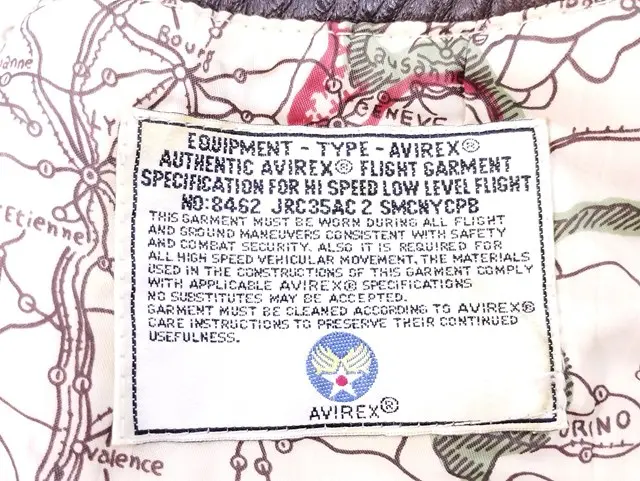 Bourg
Lausanne
GENEVE
LY
EQUIPMENT - TYPE - AVIREX®
AUTHENTIC AVIREX® FLIGHT GARMENT
SPECIFICATION FOR HI SPEED LOW LEVEL FLIGHT
NO:8462 JRC35AC 2 SMCNYCPB
THIS GARMENT MUST BE WORN DURING ALL FLIGHT
AND GROUND MANEUVERS CONSISTENT WITH SAFETY
AND COMBAT SECURITY. ALSO IT IS REQUIRED FOR
ALL HIGH SPEED VEHICULAR MOVEMENT. THE MATERIALS
USED IN THE CONSTRUCTIONS OF THIS GARMENT COMPLY
WITH APPLICABLE AVIREX® SPECIFICATIONS
NO SUBSTITUTES MAY BE ACCEPTED.
GARMENT MUST BE CLEANED ACCORDING TO AVIREX®
CARE INSTRUCTIONS TO PRESERVE THEIR CONTINUED
USEFULNESS.
AVIREX®
Etienne
Valence
ORINO